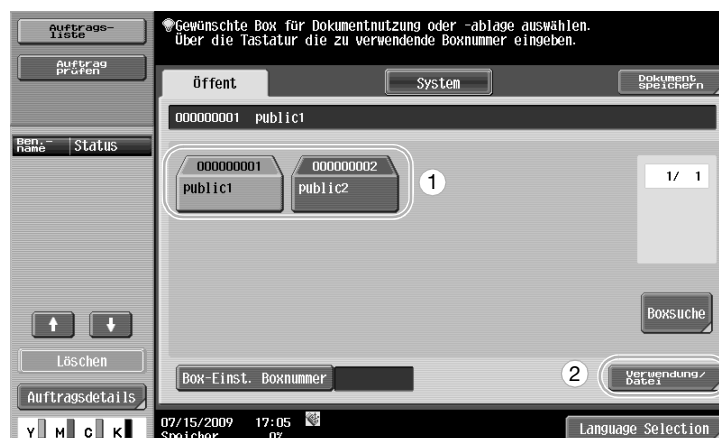 Auftrags-
liste
Auftrag
prüfen
Ben.-
name
Status
Löschen
Auftragsdetails
Y M C K
Gewünschte Box für Dokumentnutzung oder -ablage auswählen.
Über die Tastatur die zu verwendende Boxnummer eingeben.
Öffent
System
Dokument
speichern
000000001 public1
000000001
public1
000000002
public2
1
1/ 1
Boxsuche
Box-Einst. Boxnummer
2
Verwendung/
Datei
07/15/2009 17:05
Speicher 0%
Language Selection